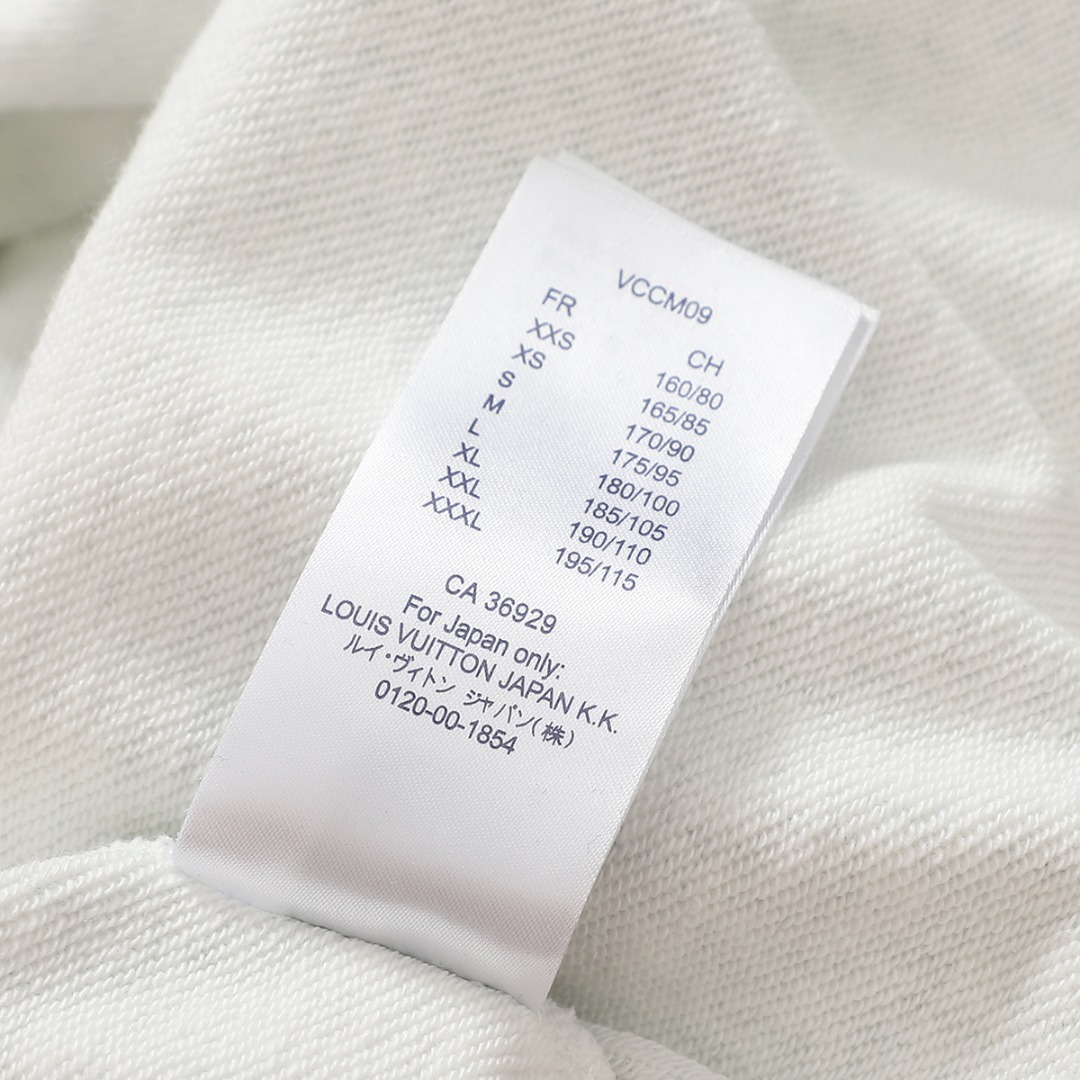 VCCM09
FR CH
XXS 160/80
XS 165/85
S 170/90
M 175/95
L 180/100
XL 185/105
XXL 190/110
XXXL 195/115
CA 36929
For Japan only:
LOUIS VUITTON JAPAN K.K.
ルイ・ヴィトン ジャパン(株)
0120-00-1854